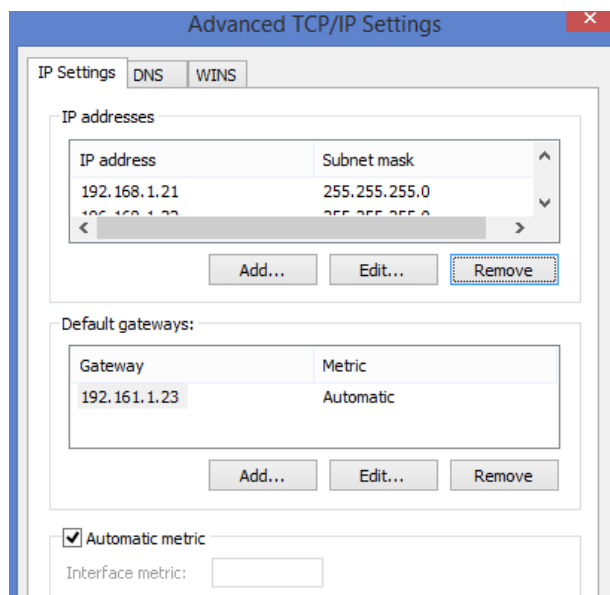 Advanced TCP/IP Settings
IP Settings DNS WINS
IP addresses
IP address Subnet mask
192.168.1.21 255.255.255.0
Add... Edit... Remove
Default gateways:
Gateway Metric
192.161.1.23 Automatic
Add... Edit... Remove
Automatic metric
Interface metric: